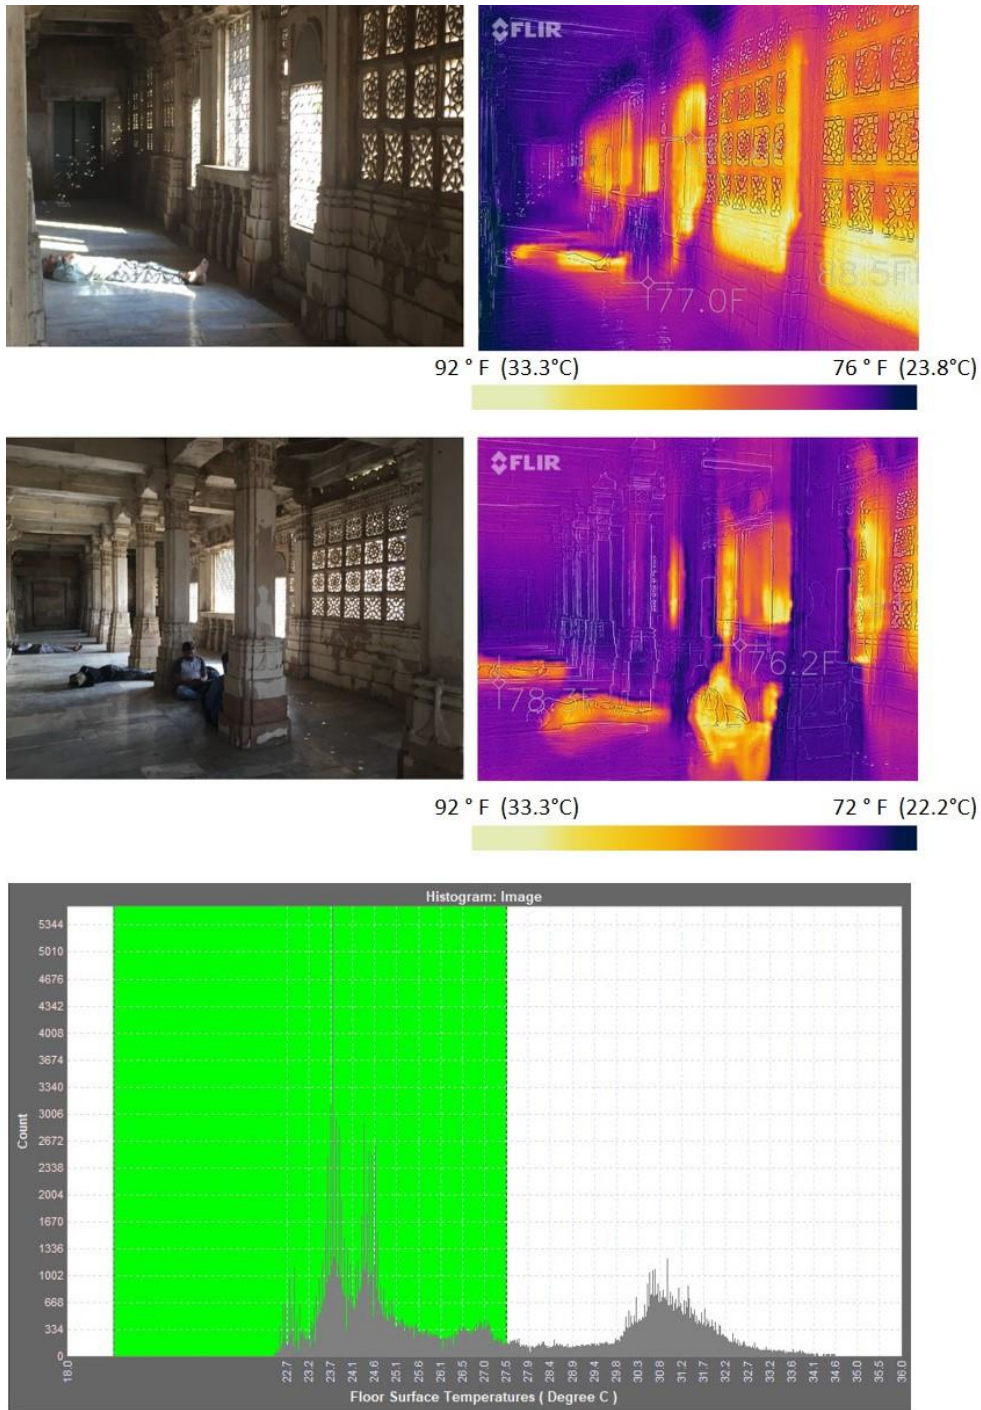 FLIR
88.5F
177.0F
92 ° F (33.3°C) 76 ° F (23.8°C)
FLIR
176.2F
178.7F
92 ° F (33.3°C) 72 ° F (22.2°C)
Histogram: Image
5344
5010
4676
4342
4008
3674
3340
3006
2672
2338
2004
1670
1336
1002
668
334
0
Count
18.0 22.7 23.2 23.7 24.1 24.6 25.1 25.6 26.1 26.5 27.0 27.5 27.9 28.4 28.9 29.4 29.8 30.3 30.8 31.2 31.7 32.2 32.7 33.2 33.6 34.1 34.6 35.0 35.5 36.0
Floor Surface Temperatures ( Degree C )